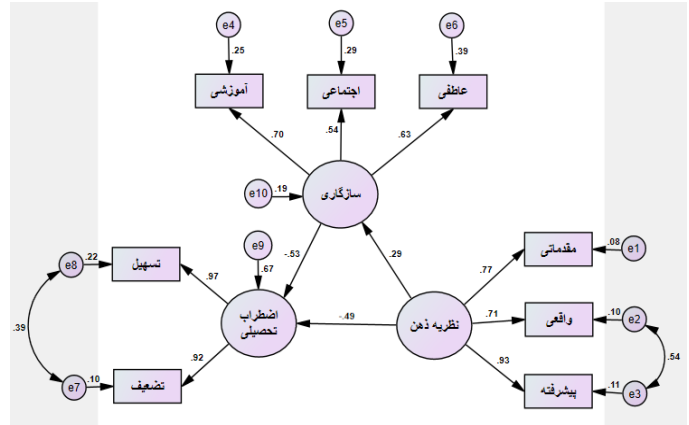 e4
e5
e6
.25
.29
.39
آموزشی
اجتماعی
عاطفی
.70
.54
.63
e10
.19
سازگاری
e9
.67
-.53
.29
e8
.22
تسهیل
.97
مقدماتی
.08
e1
.77
.39
اضطراب
تحصیلی
-.49
نظریه ذهن
.71
واقعی
.10
e2
.54
e7
.10
تضعیف
.92
.93
پیشرفته
.11
e3